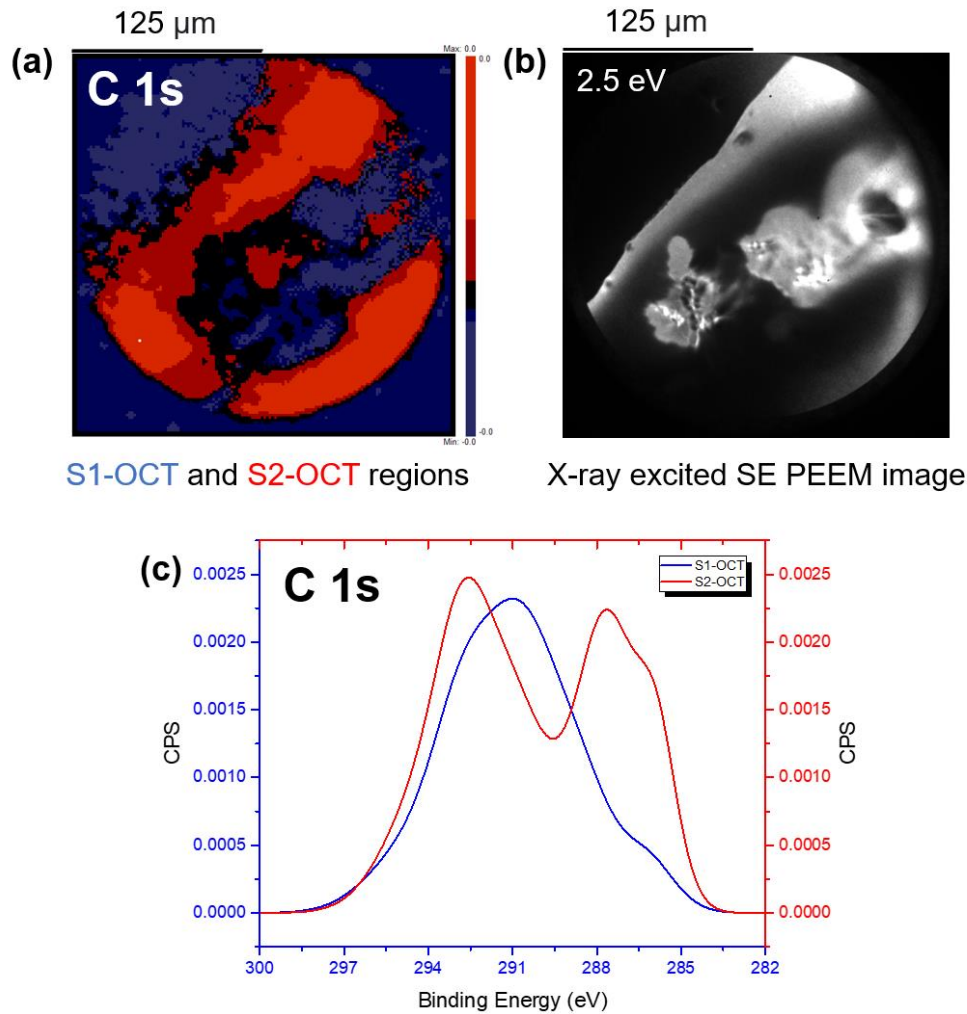 125 µm
125 µm
(a)
(b)
C 1s
2.5 eV
Max: 0.0
0.0
-0.0
Min: -0.0
S1-OCT and S2-OCT regions
X-ray excited SE PEEM image
(c)
C 1s
S1-OCT
S2-OCT
0.0025
0.0020
0.0015
0.0010
0.0005
0.0000
CPS
0.0025
0.0020
0.0015
0.0010
0.0005
0.0000
CPS
300 297 294 291 288 285 282
Binding Energy (eV)